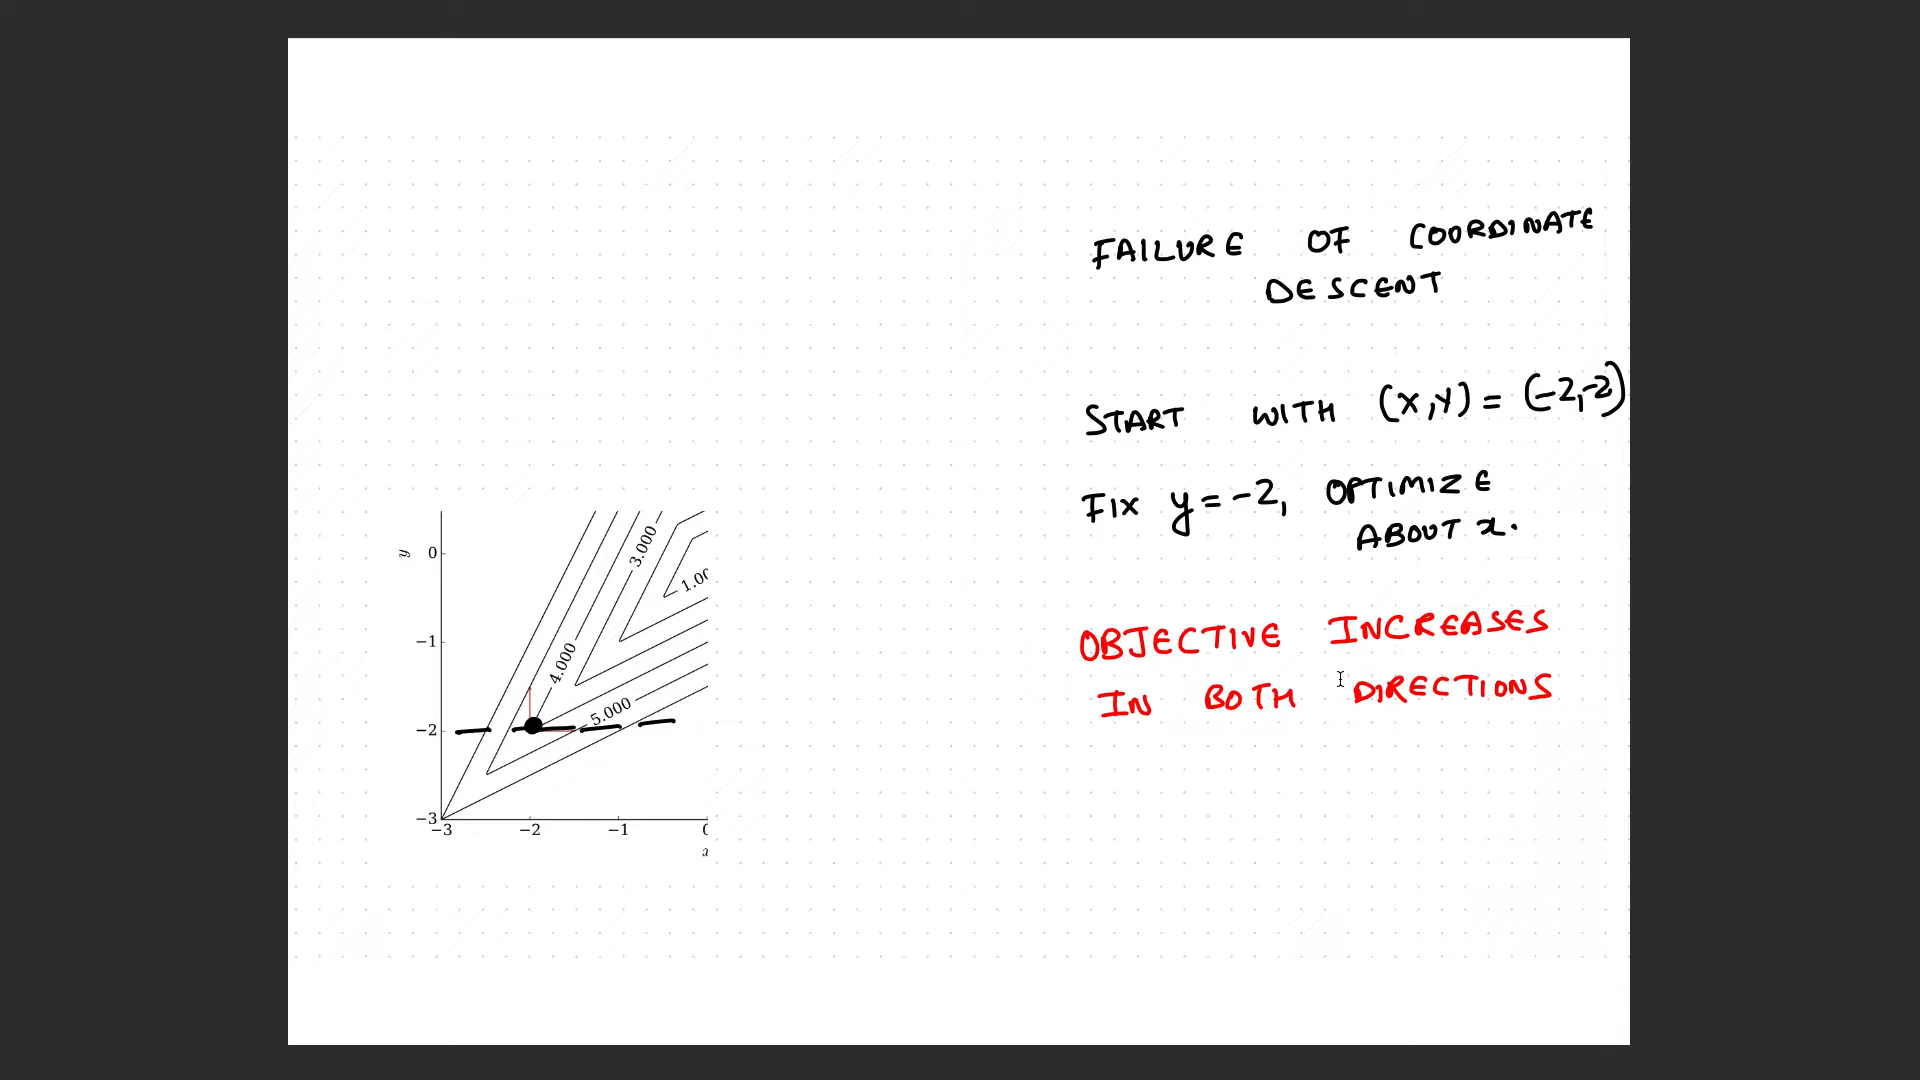 FAILURE OF COORDINATE
DESCENT
START WITH (X,Y) = (-2,-2)
FIX y = -2, OPTIMIZE
ABOUT x.
OBJECTIVE INCREASES
IN BOTH DIRECTIONS
y
0
−1
−2
−3
−3
−2
−1
0
x
3.000
1.00
4.000
5.000